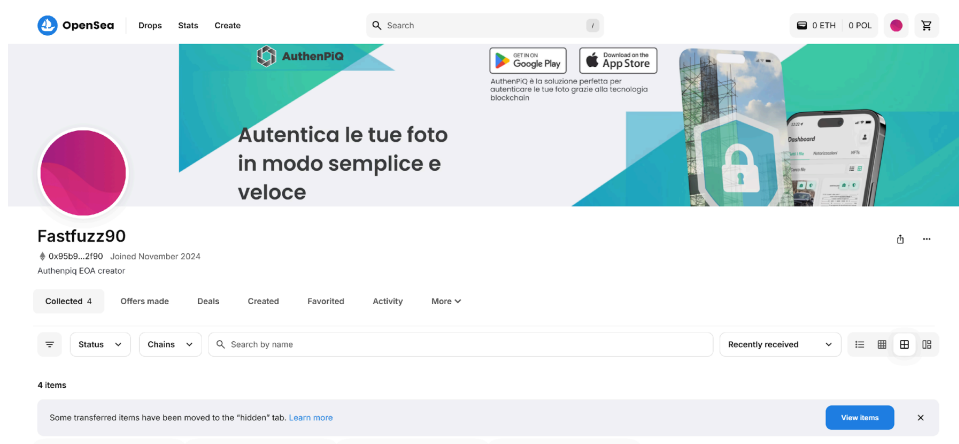 OpenSea
Drops
Stats
Create
Search
/
0 ETH
0 POL
AuthenPiQ
GET IN ON
Google Play
Download on the
App Store
AuthenPiQ è la soluzione perfetta per
autenticare le tue foto grazie alla tecnologia
blockchain
Autentica le tue foto
in modo semplice e
veloce
Dashboard
Fastfuzz90
0x95b9...2f90 Joined November 2024
Authenpiq EOA creator
Collected 4
Offers made
Deals
Created
Favorited
Activity
More
Status
Chains
Search by name
Recently received
4 items
Some transferred items have been moved to the "hidden" tab. Learn more
View items